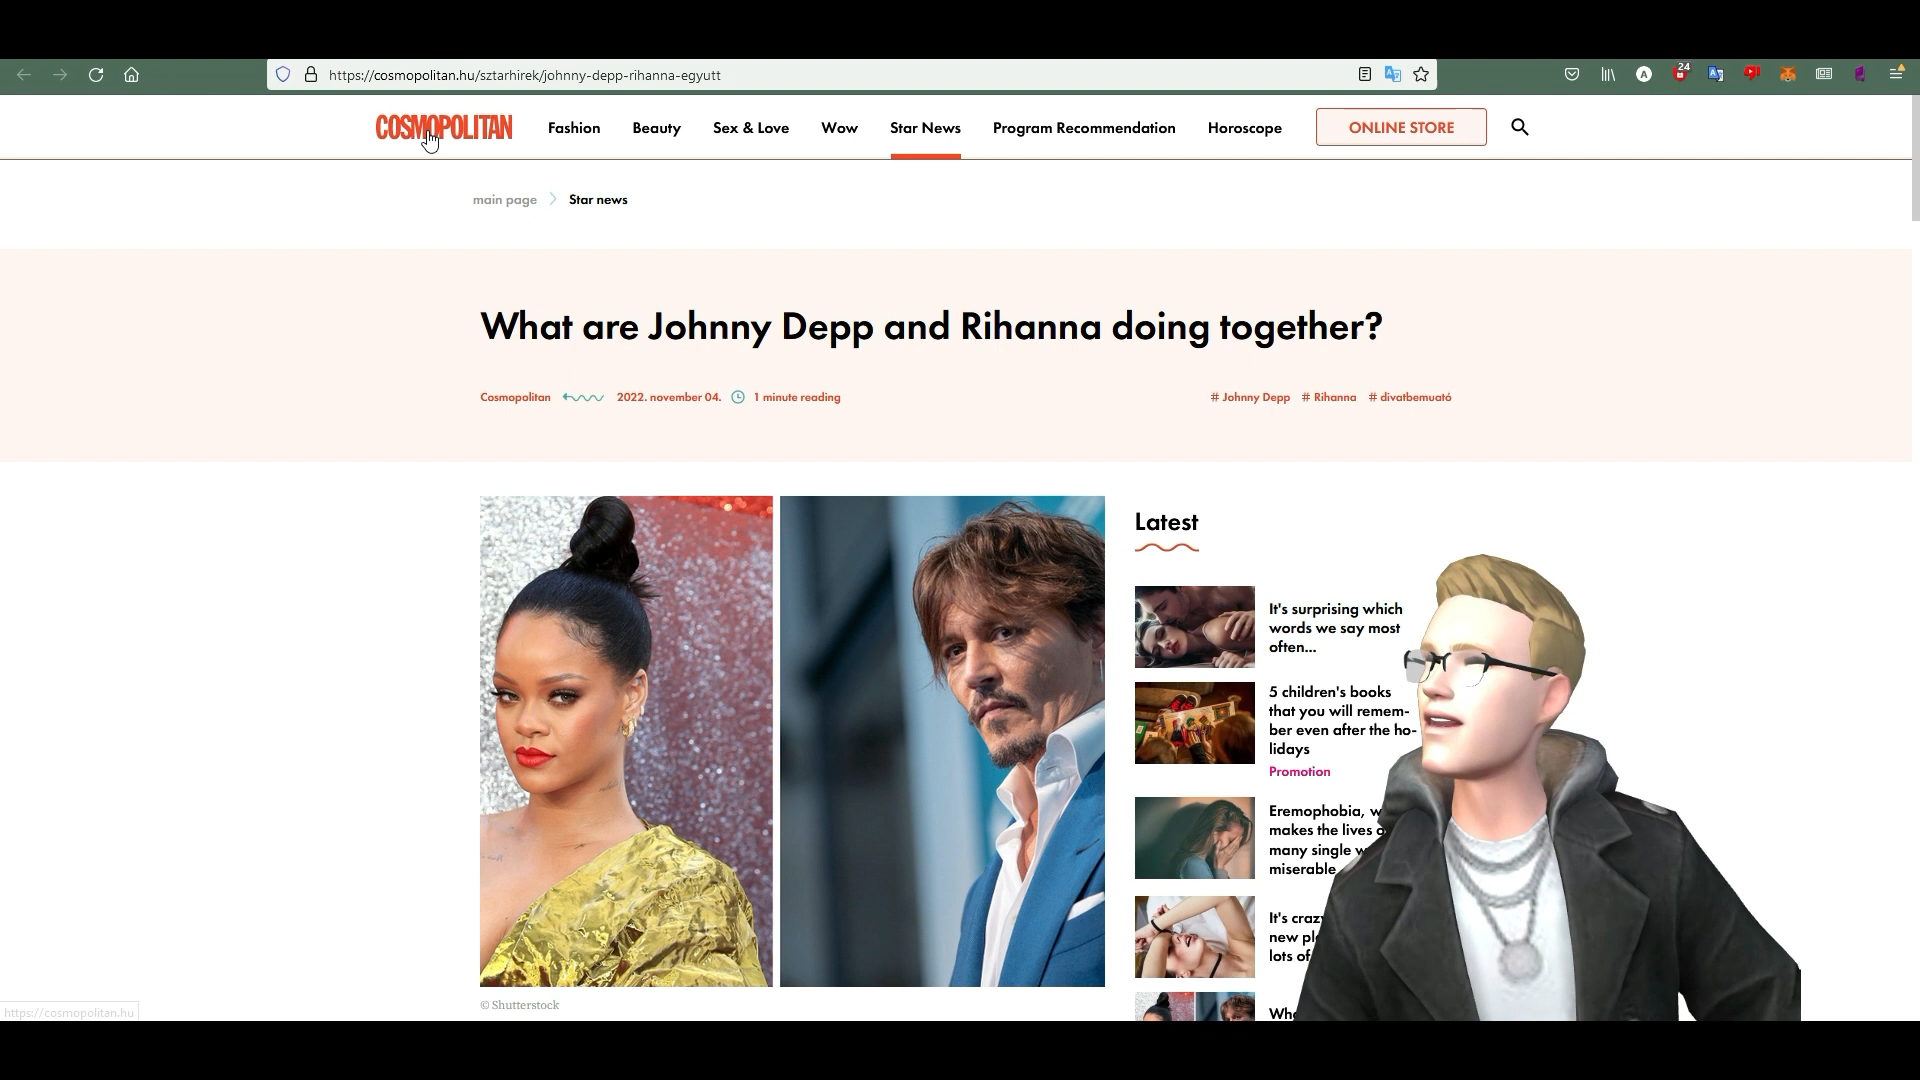 24
https://cosmopolitan.hu/sztarhirek/johnny-depp-rihanna-egyutt
COSMOPOLITAN Fashion Beauty Sex & Love Wow Star News Program Recommendation Horoscope ONLINE STORE
main page Star news
What are Johnny Depp and Rihanna doing together?
Cosmopolitan 2022. november 04. 1 minute reading # Johnny Depp # Rihanna # divatbemuató
Latest
It's surprising which
words we say most
often...
5 children's books
that you will remem-
ber even after the ho-
lidays
Promotion
Eremophobia, w
makes the lives o
many single w
miserable
It's crazy
new pl
lots of
© Shutterstock
https://cosmopolitan.hu